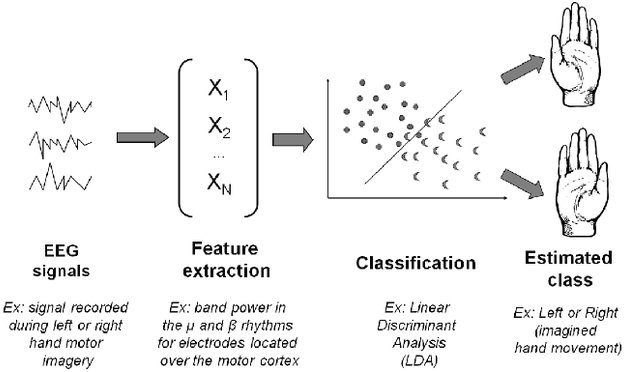 X1
X2
...
XN
EEG
signals
Feature
extraction
Classification
Estimated
class
Ex: signal recorded
during left or right
hand motor
imagery
Ex: band power in
the μ and β rhythms
for electrodes located
over the motor cortex
Ex: Linear
Discriminant
Analysis
(LDA)
Ex: Left or Right
(imagined
hand movement)